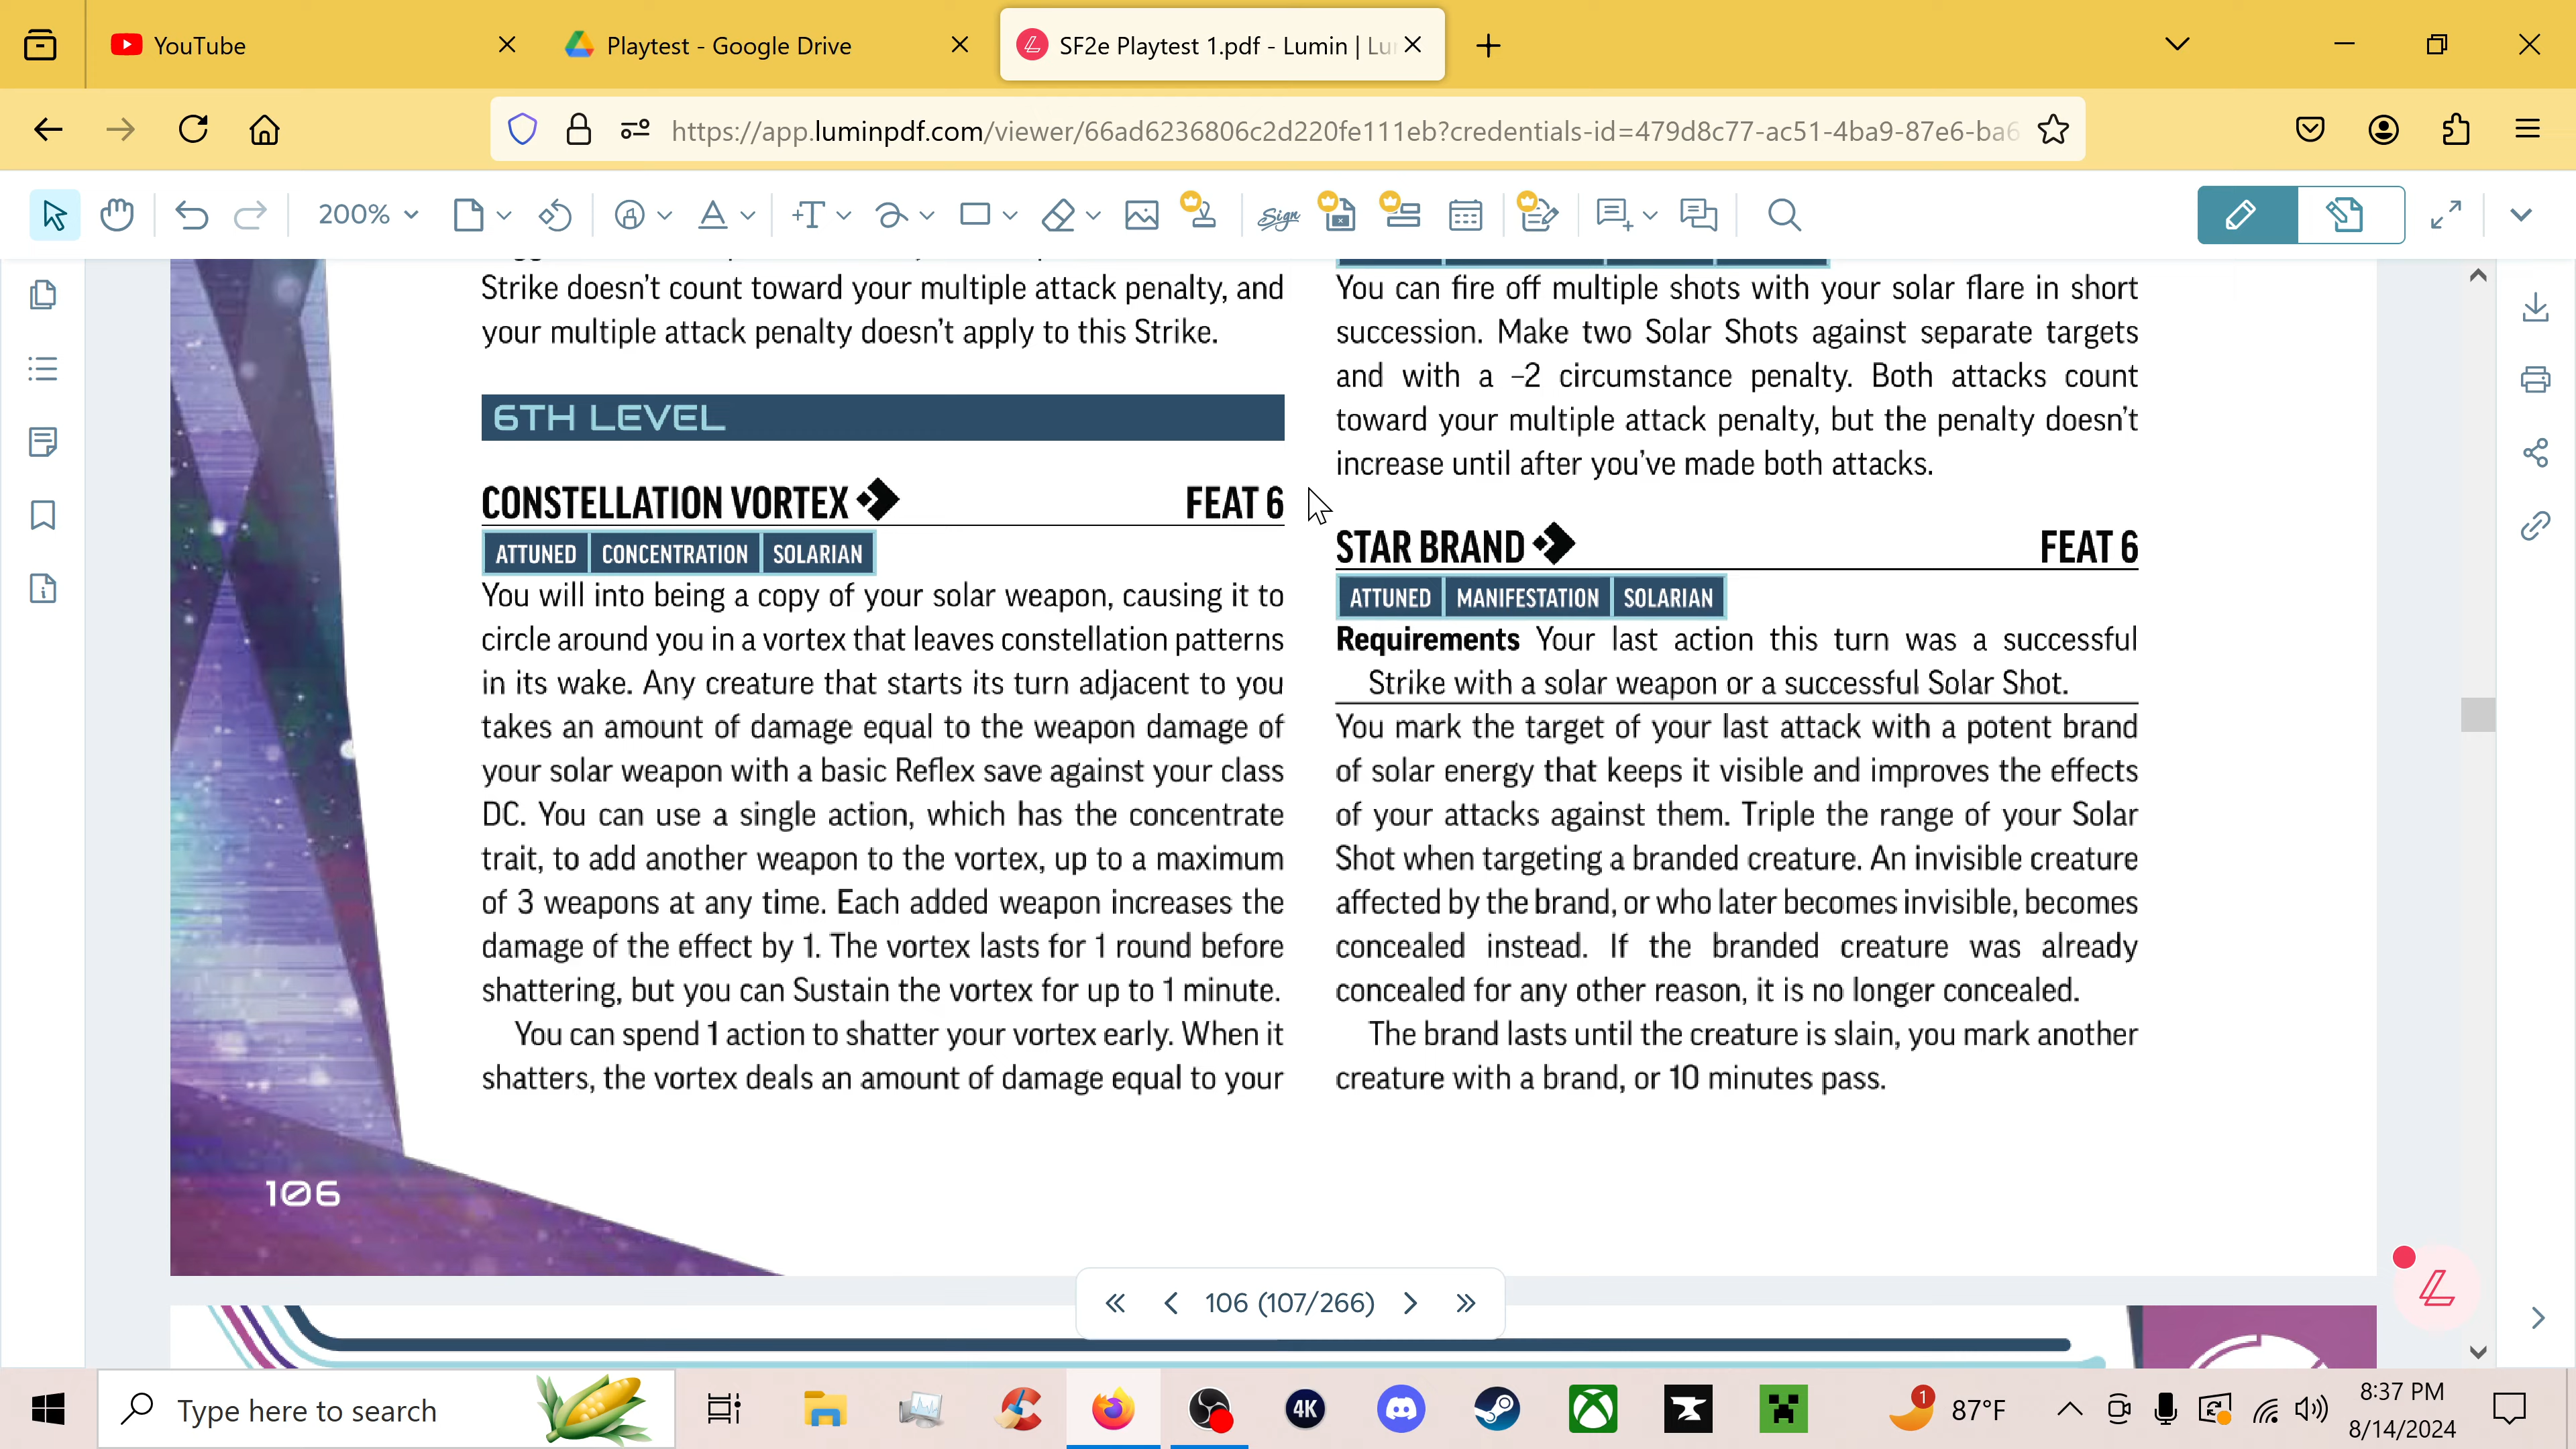 YouTube
Playtest - Google Drive
SF2e Playtest 1.pdf - Lumin | Lu
https://app.luminpdf.com/viewer/66ad6236806c2d220fe111eb?credentials-id=479d8c77-ac51-4ba9-87e6-ba6
200%
Sign
Strike doesn't count toward your multiple attack penalty, and
your multiple attack penalty doesn't apply to this Strike.
6TH LEVEL
CONSTELLATION VORTEX FEAT 6
ATTUNED CONCENTRATION SOLARIAN
You will into being a copy of your solar weapon, causing it to
circle around you in a vortex that leaves constellation patterns
in its wake. Any creature that starts its turn adjacent to you
takes an amount of damage equal to the weapon damage of
your solar weapon with a basic Reflex save against your class
DC. You can use a single action, which has the concentrate
trait, to add another weapon to the vortex, up to a maximum
of 3 weapons at any time. Each added weapon increases the
damage of the effect by 1. The vortex lasts for 1 round before
shattering, but you can Sustain the vortex for up to 1 minute.
You can spend 1 action to shatter your vortex early. When it
shatters, the vortex deals an amount of damage equal to your
You can fire off multiple shots with your solar flare in short
succession. Make two Solar Shots against separate targets
and with a –2 circumstance penalty. Both attacks count
toward your multiple attack penalty, but the penalty doesn't
increase until after you've made both attacks.
STAR BRAND FEAT 6
ATTUNED MANIFESTATION SOLARIAN
Requirements Your last action this turn was a successful
Strike with a solar weapon or a successful Solar Shot.
You mark the target of your last attack with a potent brand
of solar energy that keeps it visible and improves the effects
of your attacks against them. Triple the range of your Solar
Shot when targeting a branded creature. An invisible creature
affected by the brand, or who later becomes invisible, becomes
concealed instead. If the branded creature was already
concealed for any other reason, it is no longer concealed.
The brand lasts until the creature is slain, you mark another
creature with a brand, or 10 minutes pass.
106
106 (107/266)
Type here to search
4K
1
87°F
8:37 PM
8/14/2024